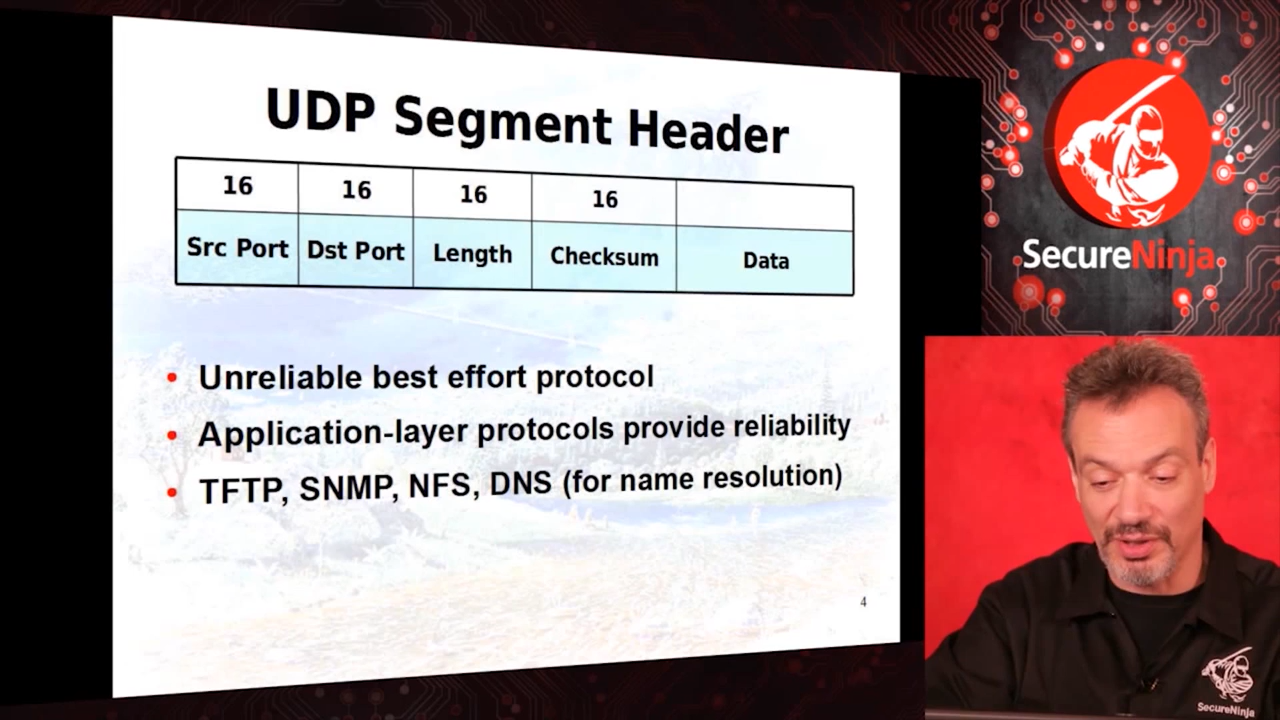 UDP Segment Header
16 16 16 16
Src Port Dst Port Length Checksum Data
• Unreliable best effort protocol
• Application-layer protocols provide reliability
• TFTP, SNMP, NFS, DNS (for name resolution)
4
SecureNinja
SecureNinja